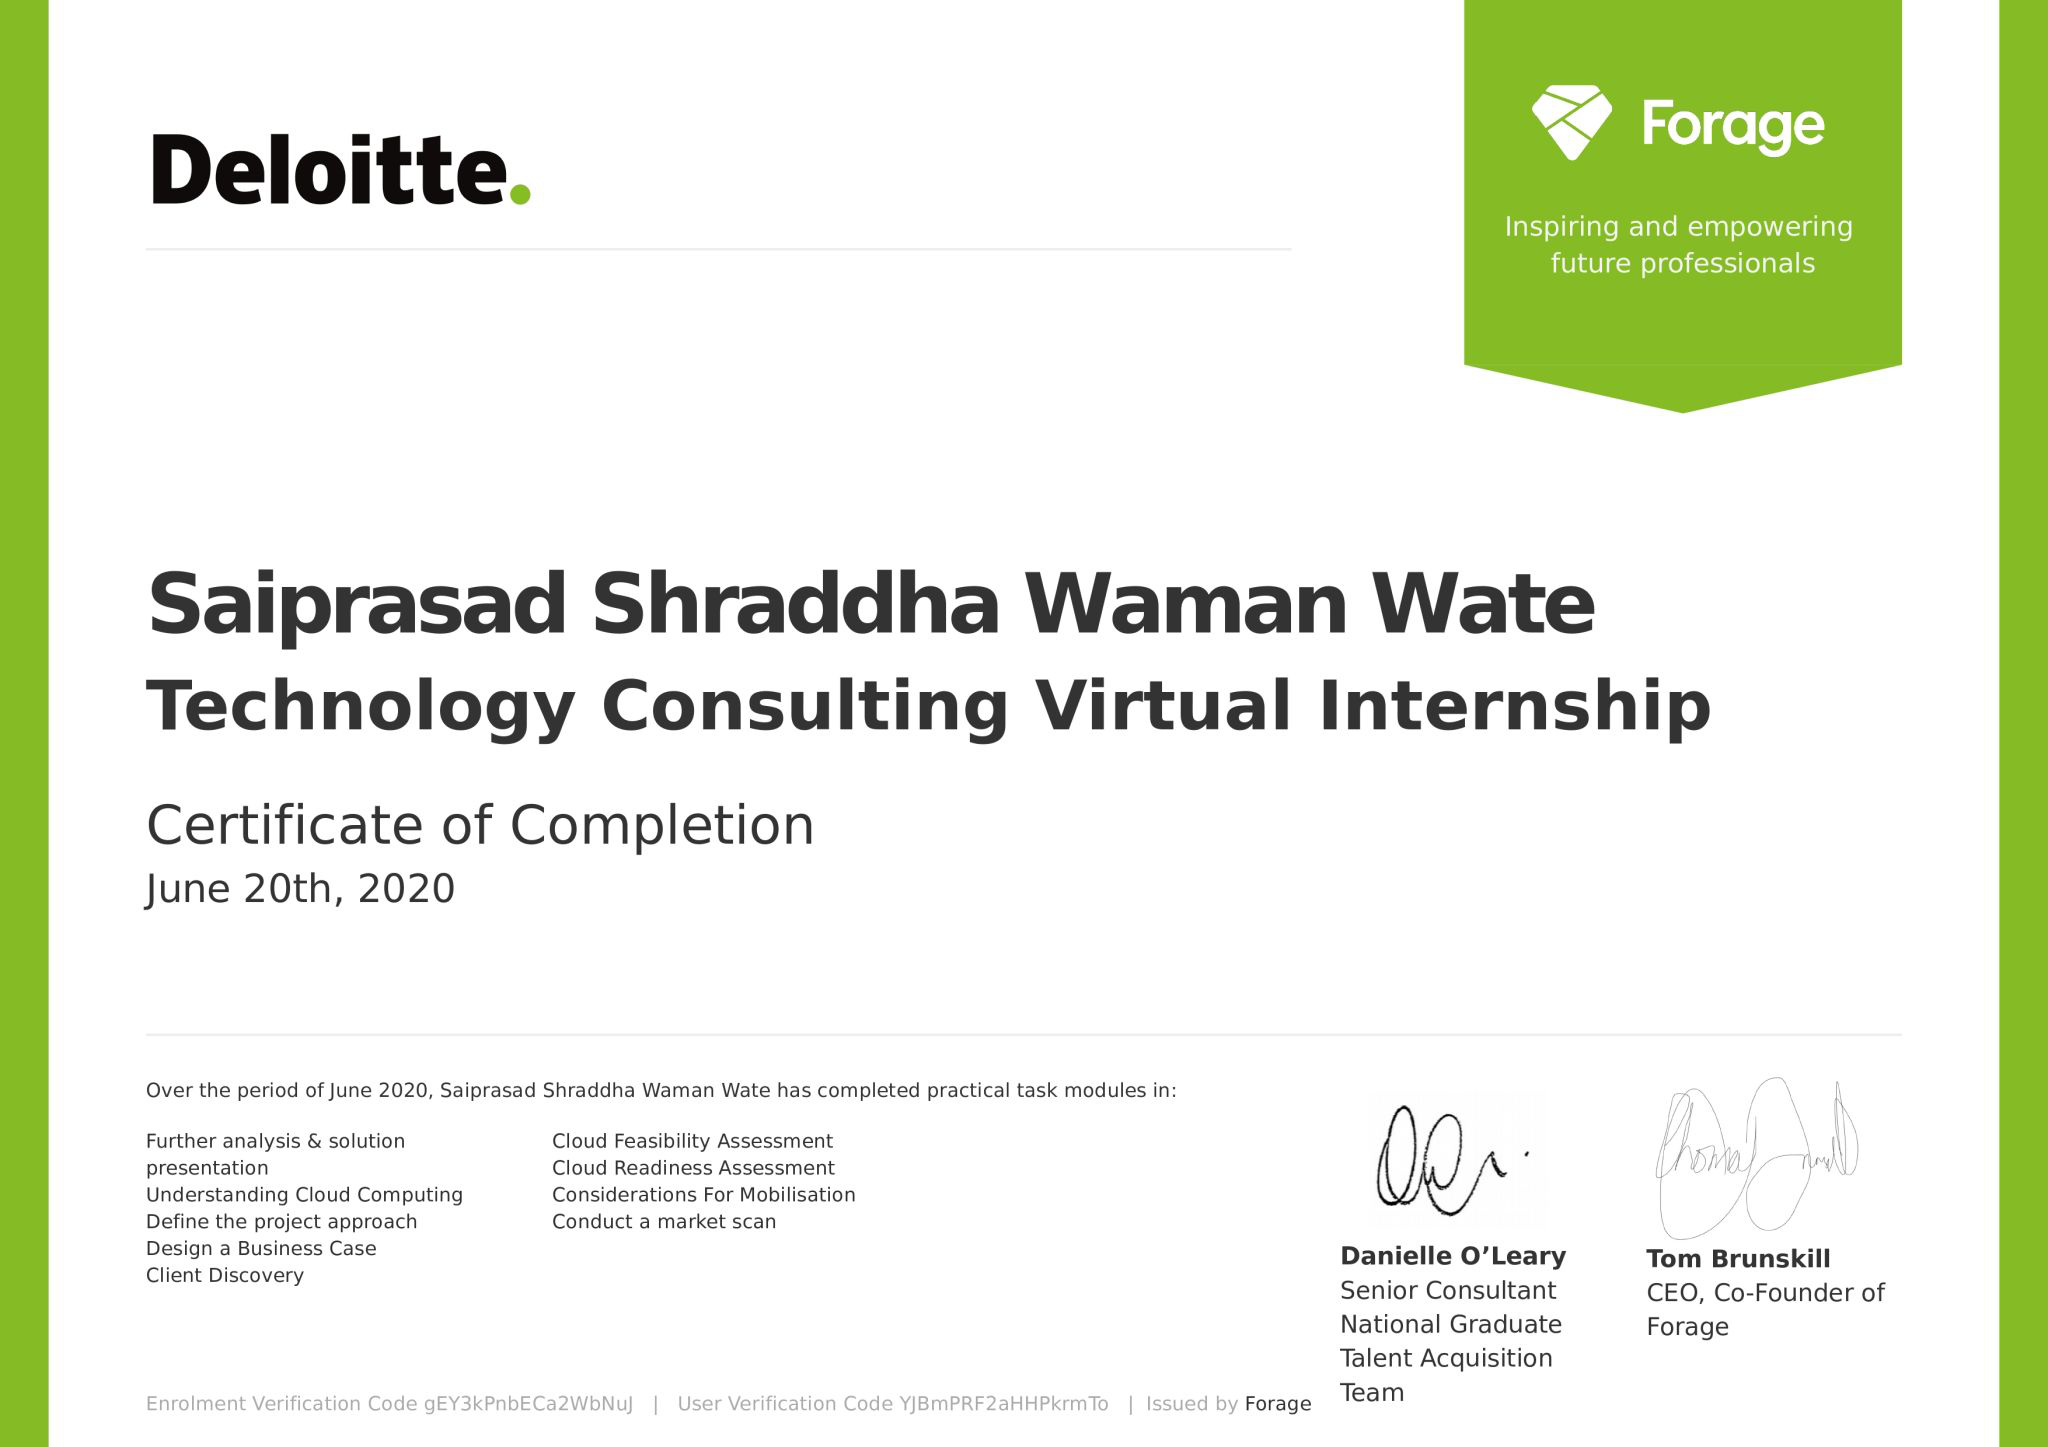 Deloitte.
Forage
Inspiring and empowering
future professionals
Saiprasad Shraddha Waman Wate
Technology Consulting Virtual Internship
Certificate of Completion
June 20th, 2020
Over the period of June 2020, Saiprasad Shraddha Waman Wate has completed practical task modules in:
Further analysis & solution
presentation
Understanding Cloud Computing
Define the project approach
Design a Business Case
Client Discovery
Cloud Feasibility Assessment
Cloud Readiness Assessment
Considerations For Mobilisation
Conduct a market scan
Danielle O’Leary
Senior Consultant
National Graduate
Talent Acquisition
Team
Tom Brunskill
CEO, Co-Founder of
Forage
Enrolment Verification Code gEY3kPnbECa2WbNuJ | User Verification Code YJBmPRF2aHHPkrmTo | Issued by Forage